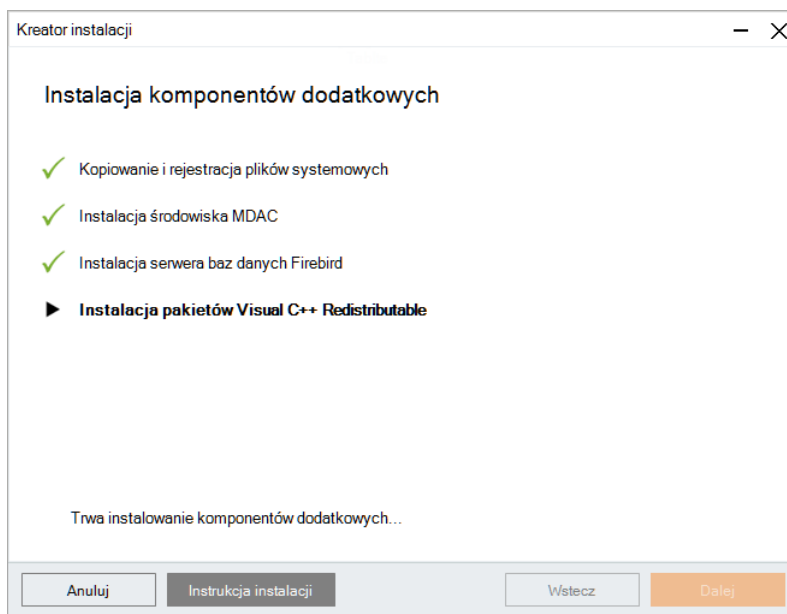 Kreator instalacji
Instalacja komponentów dodatkowych
Kopiowanie i rejestracja plików systemowych
Instalacja środowiska MDAC
Instalacja serwera baz danych Firebird
Instalacja pakietów Visual C++ Redistributable
Trwa instalowanie komponentów dodatkowych...
Anuluj
Instrukcja instalacji
Wstecz
Dalej